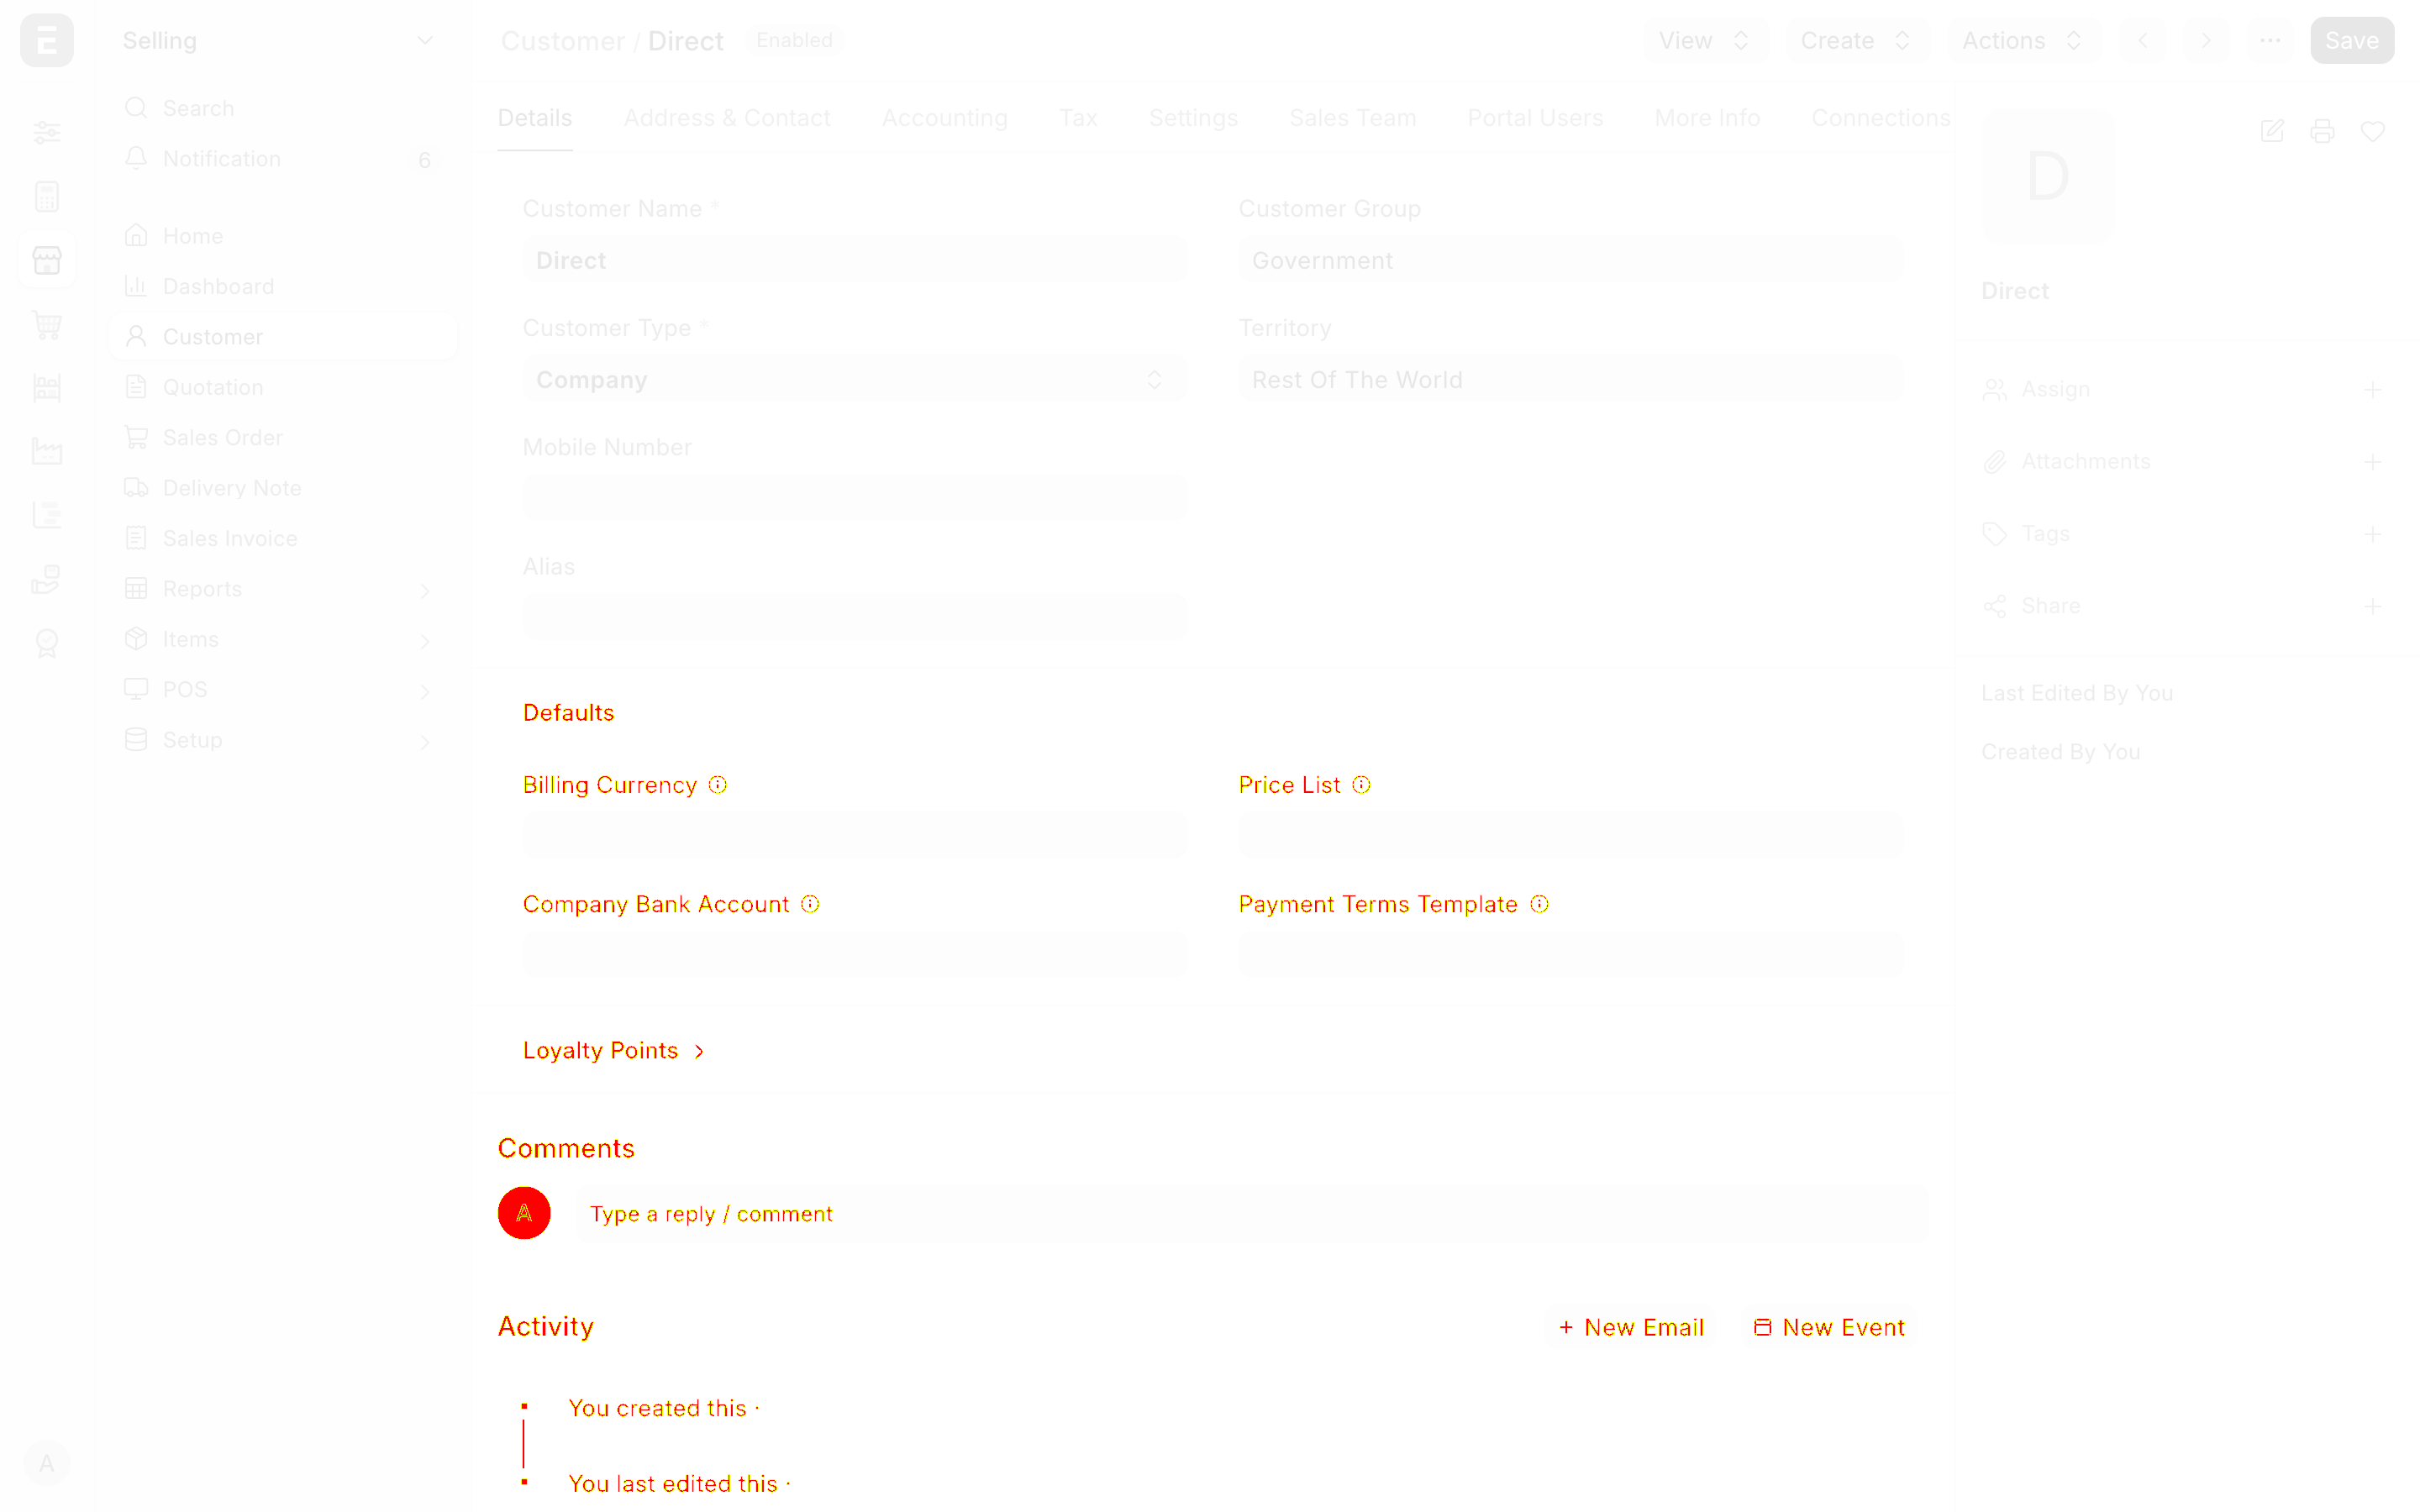 Selling
Customer / Direct Enabled
View Create Actions Save
Search
Notification 6
Home
Dashboard
Customer
Quotation
Sales Order
Delivery Note
Sales Invoice
Reports
Items
POS
Setup
A
Details Address & Contact Accounting Tax Settings Sales Team Portal Users More Info Connections
Customer Name *
Direct
Customer Group
Government
Customer Type *
Company
Territory
Rest Of The World
Mobile Number
Alias
Defaults
Billing Currency
Price List
Company Bank Account
Payment Terms Template
Loyalty Points
Comments
A
Type a reply / comment
Activity
+ New Email New Event
You created this ·
You last edited this ·
D
Direct
Assign
Attachments
Tags
Share
Last Edited By You
Created By You